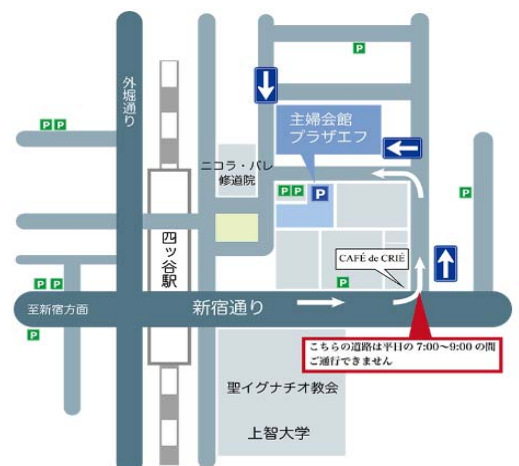 P
外堀通り
P P
主婦会館
プラザエフ
ニコラ・バレ
修道院
P P
P
P
四ッ谷駅
CAFÉ de CRIÉ
P P
P
至新宿方面
新宿通り
P
こちらの道路は平日の 7:00～9:00 の間
ご通行できません
聖イグナチオ教会
上智大学